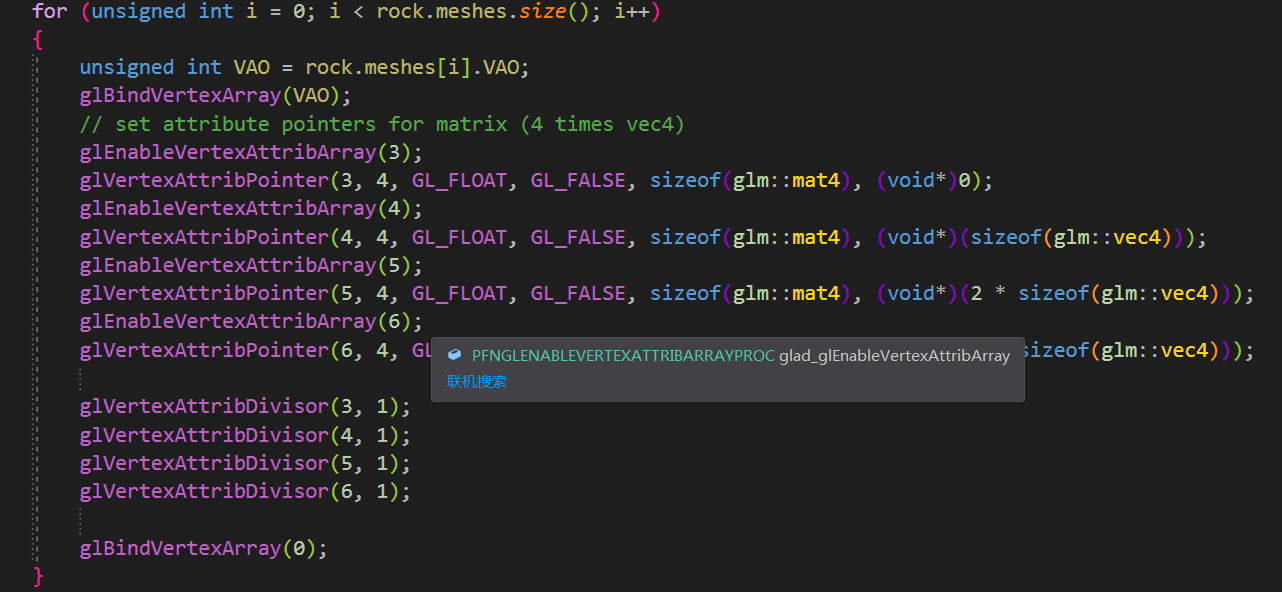 for (unsigned int i = 0; i < rock.meshes.size(); i++)
{
unsigned int VAO = rock.meshes[i].VAO;
glBindVertexArray(VAO);
// set attribute pointers for matrix (4 times vec4)
glEnableVertexAttribArray(3);
glVertexAttribPointer(3, 4, GL_FLOAT, GL_FALSE, sizeof(glm::mat4), (void*)0);
glEnableVertexAttribArray(4);
glVertexAttribPointer(4, 4, GL_FLOAT, GL_FALSE, sizeof(glm::mat4), (void*)(sizeof(glm::vec4)));
glEnableVertexAttribArray(5);
glVertexAttribPointer(5, 4, GL_FLOAT, GL_FALSE, sizeof(glm::mat4), (void*)(2 * sizeof(glm::vec4)));
glEnableVertexAttribArray(6);
glVertexAttribPointer(6, 4, GL sizeof(glm::vec4)));
PFNGLENABLEVERTEXATTRIBARRAYPROC glad_glEnableVertexAttribArray
联机搜索
glVertexAttribDivisor(3, 1);
glVertexAttribDivisor(4, 1);
glVertexAttribDivisor(5, 1);
glVertexAttribDivisor(6, 1);
glBindVertexArray(0);
}